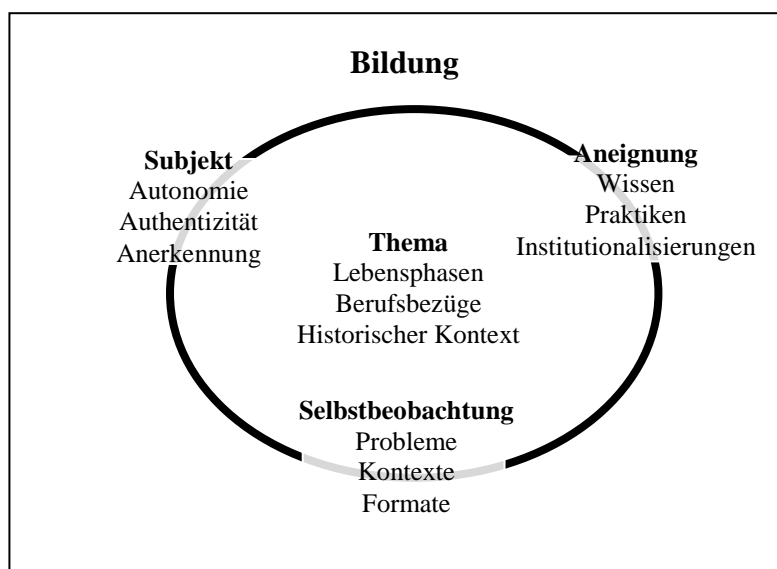 Bildung
Subjekt
Autonomie
Authentizität
Anerkennung
Aneignung
Wissen
Praktiken
Institutionalisierungen
Thema
Lebensphasen
Berufsbezüge
Historischer Kontext
Selbstbeobachtung
Probleme
Kontexte
Formate